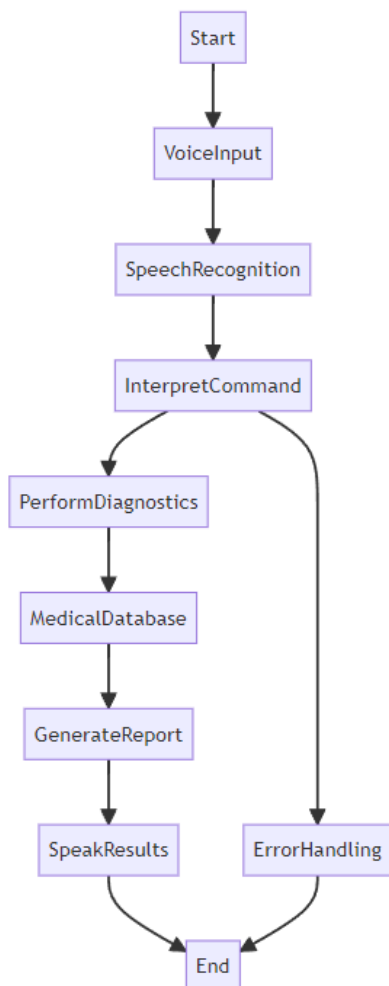 Start
VoiceInput
SpeechRecognition
InterpretCommand
PerformDiagnostics
MedicalDatabase
GenerateReport
SpeakResults
ErrorHandling
End